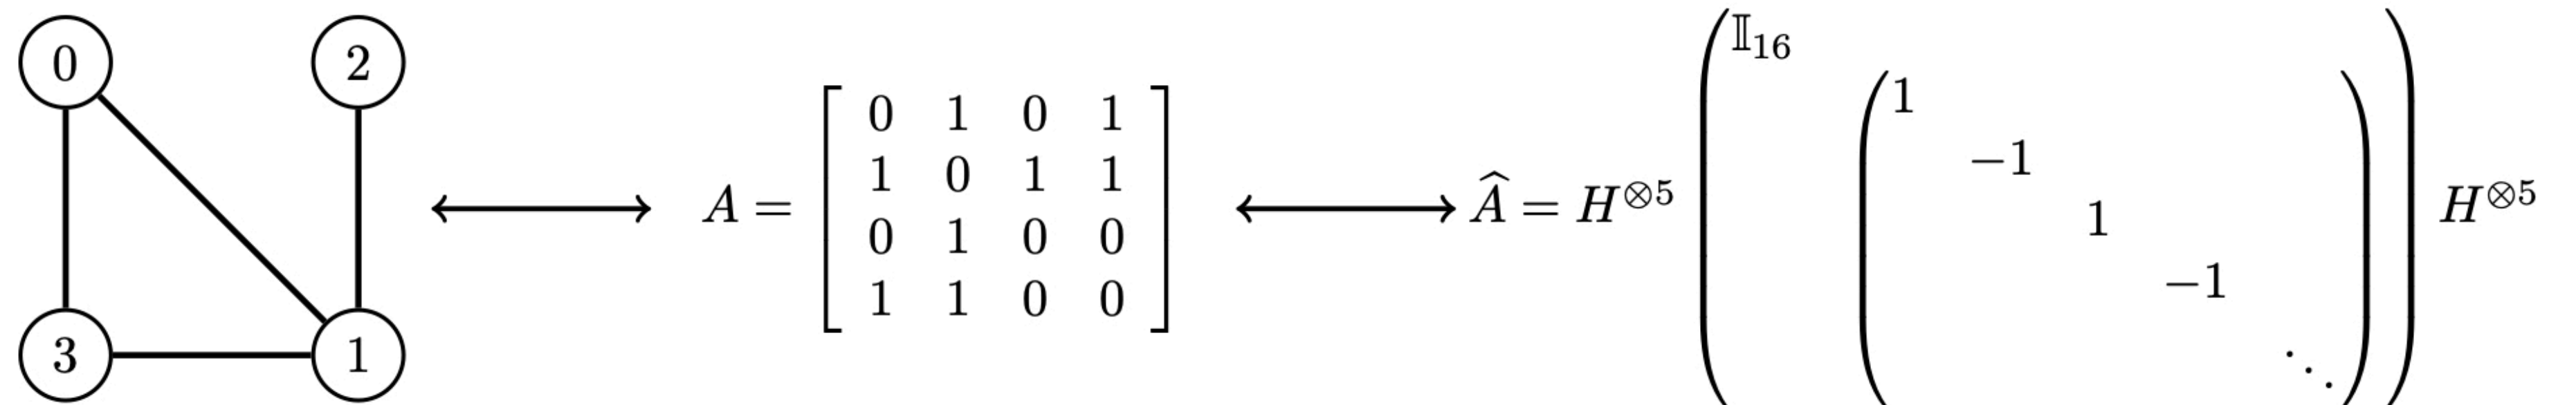 0 2
3 1
A = [ 0 1 0 1
1 0 1 1
0 1 0 0
1 1 0 0 ]
Â = H^{⊗5} ( 𝕀_{16}
( 1
−1
1
−1
⋱ ) ) H^{⊗5}